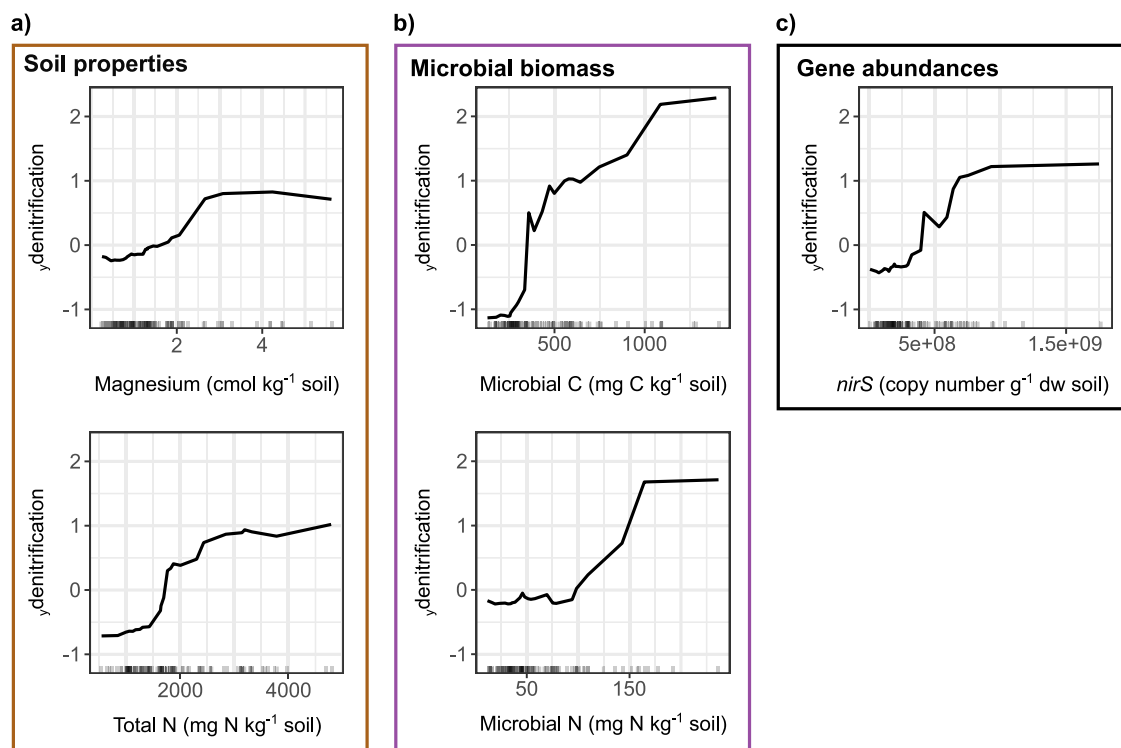 a)
Soil properties
2
1
0
-1
ydenitrification
2
4
Magnesium (cmol kg⁻¹ soil)
2
1
0
-1
ydenitrification
2000
4000
Total N (mg N kg⁻¹ soil)
b)
Microbial biomass
2
1
0
-1
ydenitrification
500
1000
Microbial C (mg C kg⁻¹ soil)
2
1
0
-1
ydenitrification
50
150
Microbial N (mg N kg⁻¹ soil)
c)
Gene abundances
2
1
0
-1
ydenitrification
5e+08
1.5e+09
nirS (copy number g⁻¹ dw soil)